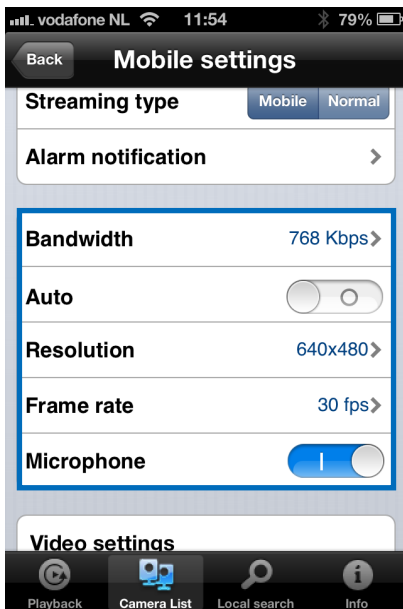 vodafone NL 11:54 79%
Back Mobile settings
Streaming type Mobile Normal
Alarm notification
Bandwidth 768 Kbps
Auto
Resolution 640x480
Frame rate 30 fps
Microphone
Video settings
Playback Camera List Local search Info